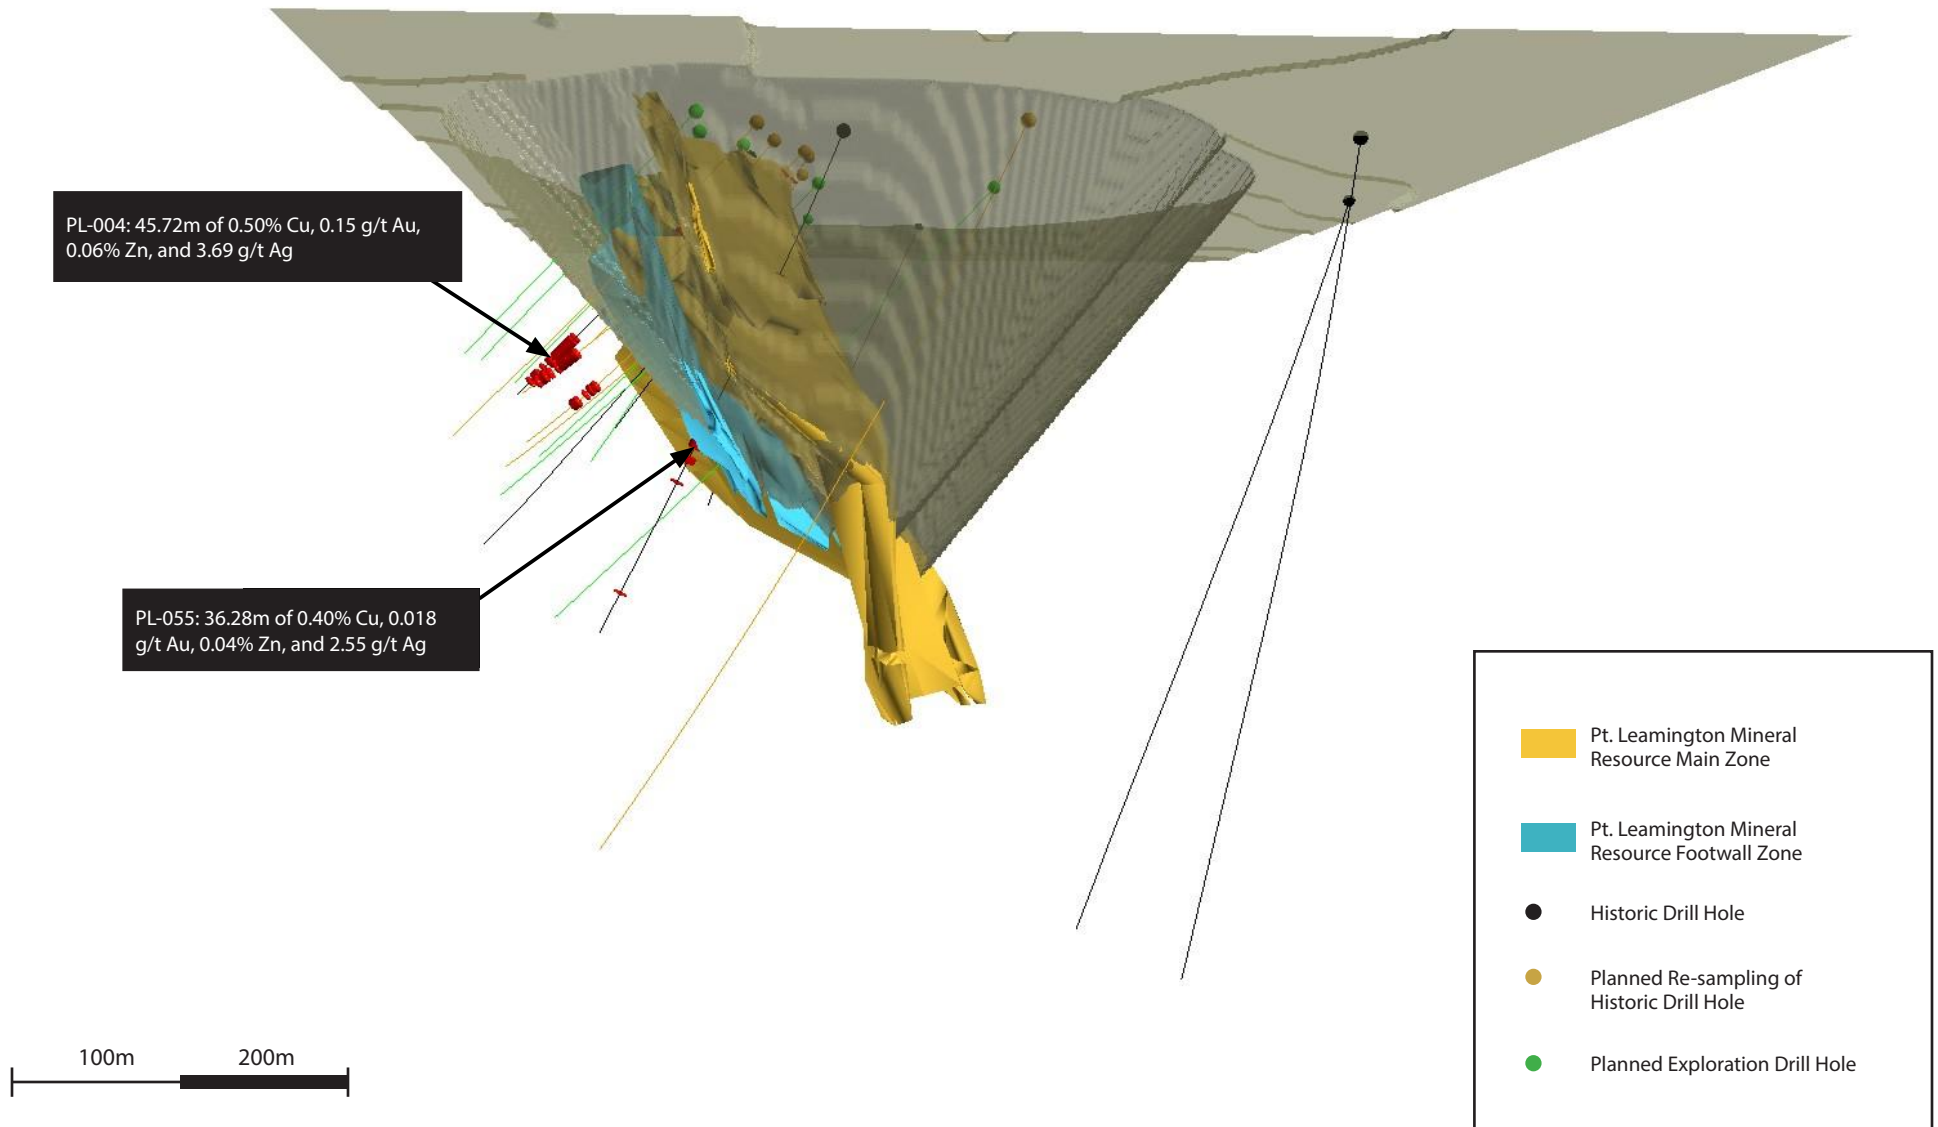 PL-004: 45.72m of 0.50% Cu, 0.15 g/t Au,
0.06% Zn, and 3.69 g/t Ag
PL-055: 36.28m of 0.40% Cu, 0.018
g/t Au, 0.04% Zn, and 2.55 g/t Ag
Pt. Leamington Mineral
Resource Main Zone
Pt. Leamington Mineral
Resource Footwall Zone
Historic Drill Hole
Planned Re-sampling of
Historic Drill Hole
Planned Exploration Drill Hole
100m 200m